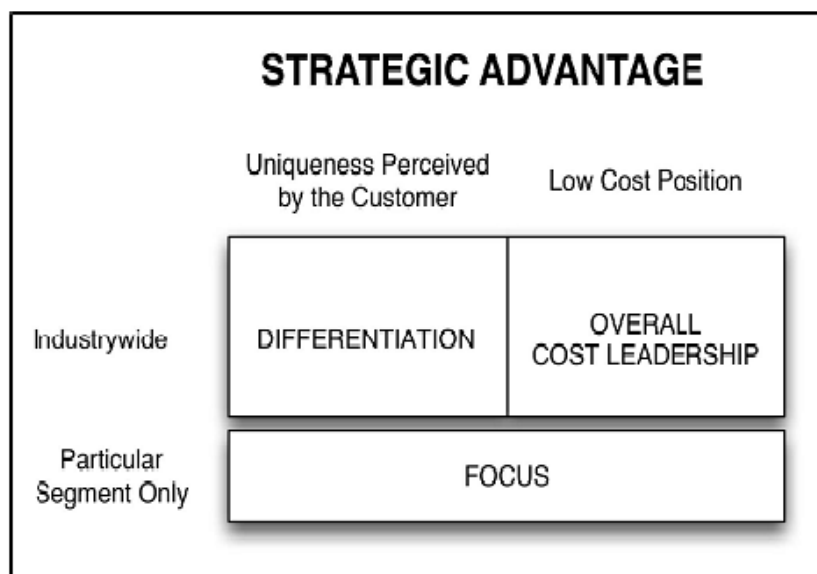 STRATEGIC ADVANTAGE
Uniqueness Perceived
by the Customer
Low Cost Position
Industrywide
DIFFERENTIATION
OVERALL
COST LEADERSHIP
Particular
Segment Only
FOCUS